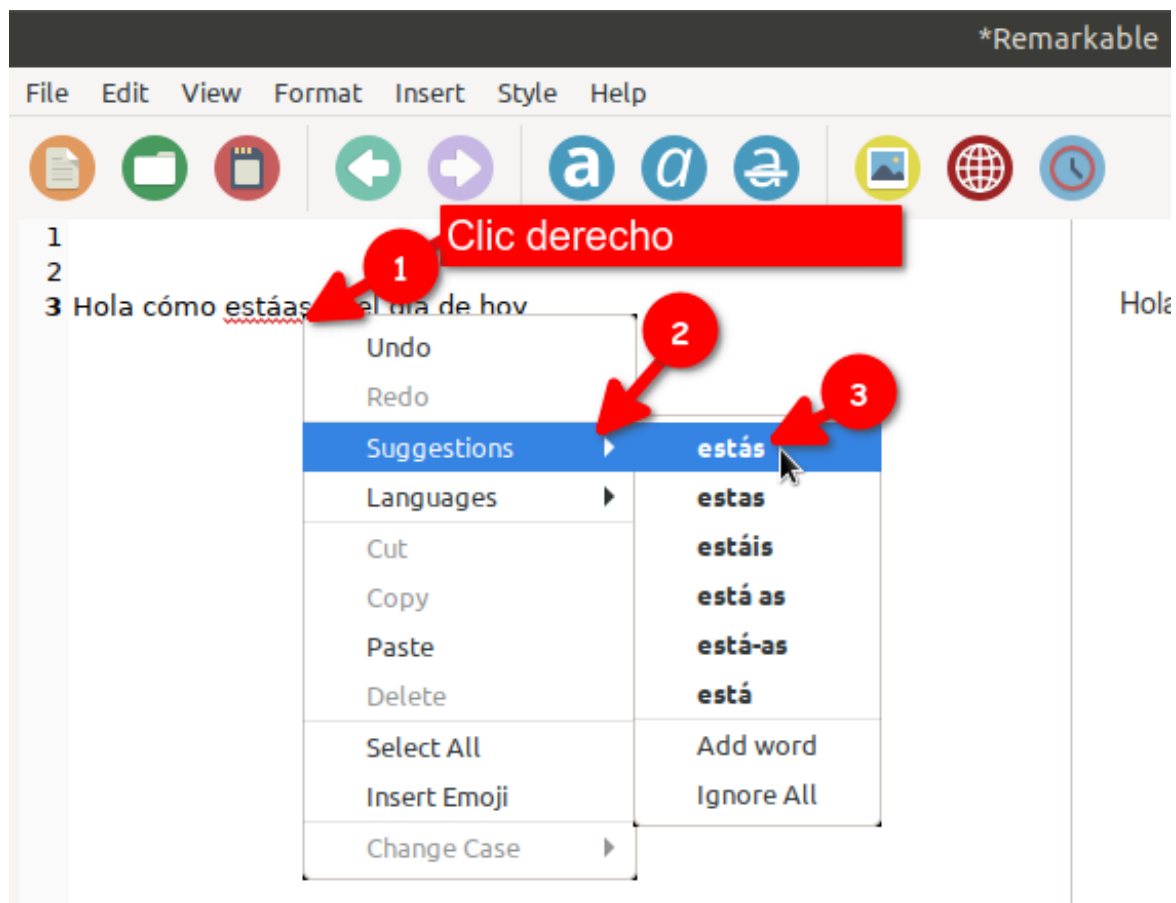 *Remarkable
File Edit View Format Insert Style Help
a a a
Clic derecho
1
1
2
3 Hola cómo estáas el día de hoy
Hola
2
3
Undo
Redo
Suggestions
Languages
Cut
Copy
Paste
Delete
Select All
Insert Emoji
Change Case
estás
estas
estáis
está as
está-as
está
Add word
Ignore All